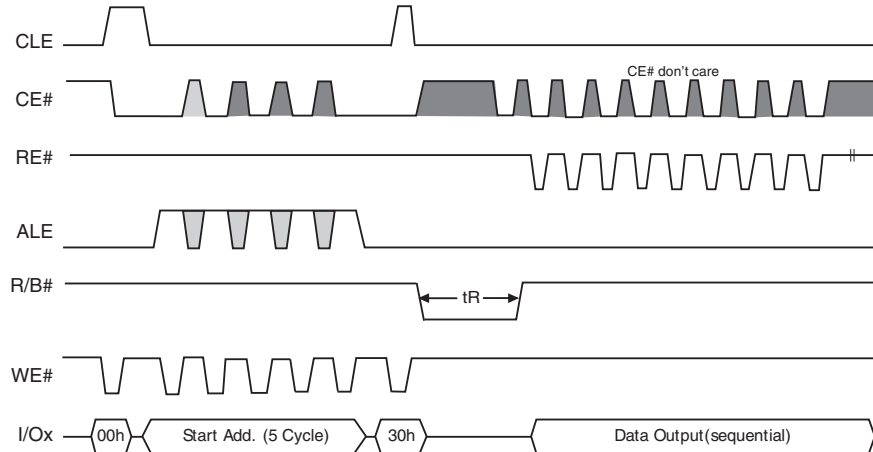 CLE
CE# don't care
CE#
RE#
ALE
R/B#
tR
WE#
I/Ox
00h
Start Add. (5 Cycle)
30h
Data Output(sequential)